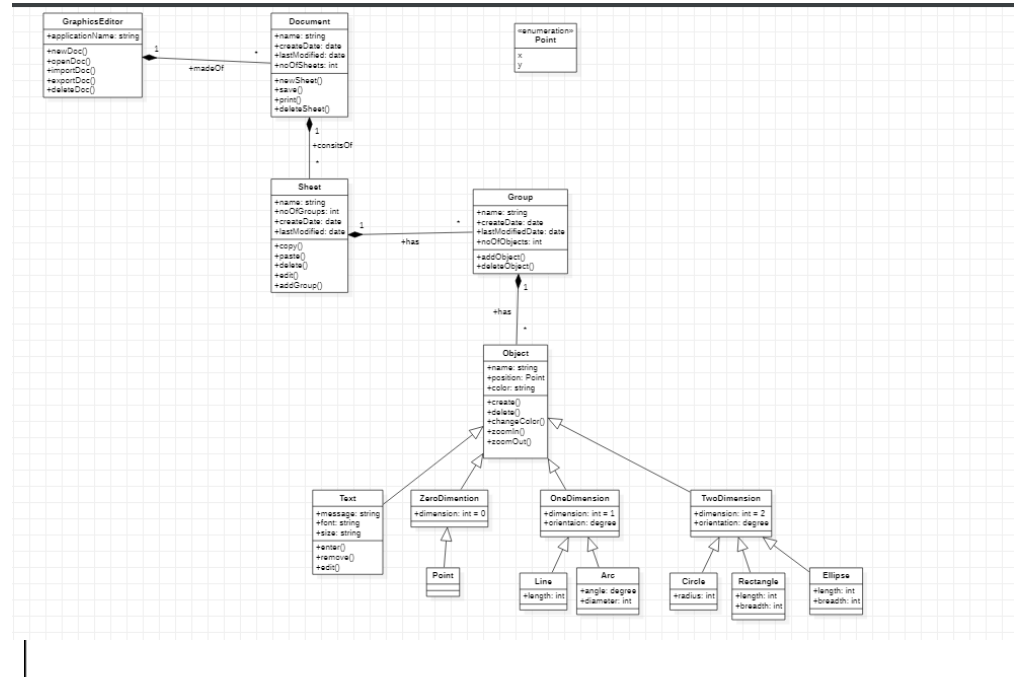 GraphicsEditor
+applicationName: string
+newDoc()
+openDoc()
+importDoc()
+exportDoc()
+deleteDoc()
1
*
+madeOf
Document
+name: string
+createDate: date
+lastModified: date
+noOfSheets: int
+newSheet()
+save()
+print()
+deleteSheet()
«enumeration»
Point
x
y
1
+consitsOf
*
Sheet
+name: string
+noOfGroups: int
+createDate: date
+lastModified: date
+copy()
+paste()
+delete()
+edit()
+addGroup()
1
*
+has
Group
+name: string
+createDate: date
+lastModifiedDate: date
+noOfObjects: int
+addObject()
+deleteObject()
1
+has
*
Object
+name: string
+position: Point
+color: string
+create()
+delete()
+changeColor()
+zoomIn()
+zoomOut()
Text
+message: string
+font: string
+size: string
+enter()
+remove()
+edit()
ZeroDimention
+dimension: int = 0
OneDimension
+dimension: int = 1
+orientaion: degree
TwoDimension
+dimension: int = 2
+orientation: degree
Point
Line
+length: int
Arc
+angle: degree
+diameter: int
Circle
+radius: int
Rectangle
+length: int
+breadth: int
Ellipse
+length: int
+breadth: int